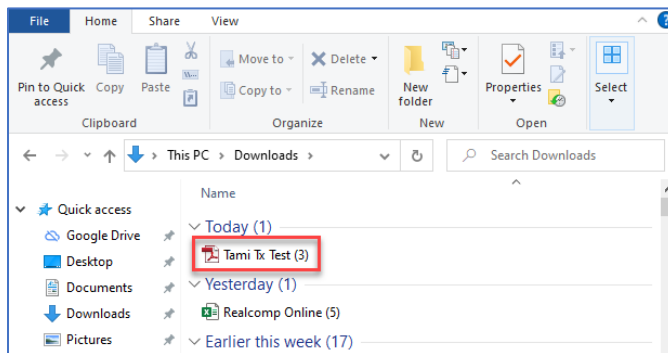 File Home Share View
Pin to Quick access
Copy
Paste
Move to
Copy to
Delete
Rename
New folder
Properties
Select
Clipboard Organize New Open
This PC > Downloads > Search Downloads
Name
Quick access
Google Drive
Desktop
Documents
Downloads
Pictures
Today (1)
Tami Tx Test (3)
Yesterday (1)
Realcomp Online (5)
Earlier this week (17)